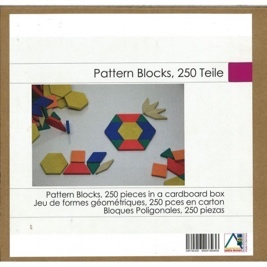 Pattern Blocks, 250 Teile
Pattern Blocks, 250 pieces in a cardboard box
Jeu de formes géométriques, 250 pces en carton
Bloques Poligonales, 250 piezas